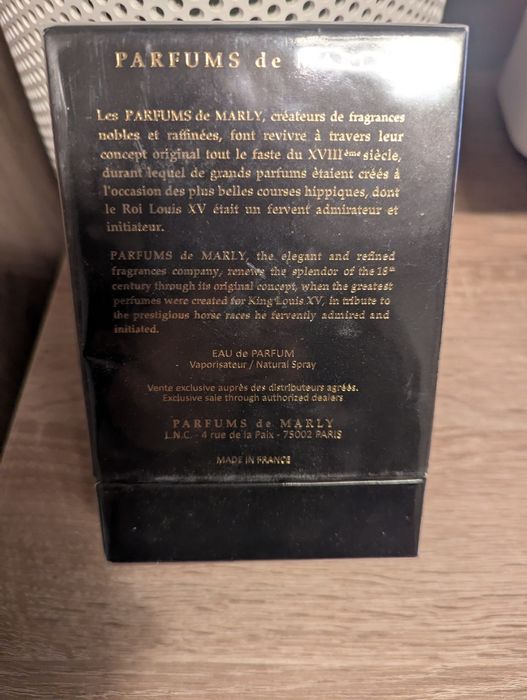 PARFUMS de
Les PARFUMS de MARLY, créateurs de fragrances
nobles et raffinées, font revivre à travers leur
concept original tout le faste du XVIIIème siècle,
durant lequel de grands parfums étaient créés à
l'occasion des plus belles courses hippiques, dont
le Roi Louis XV était un fervent admirateur et
initiateur.
PARFUMS de MARLY, the elegant and refined
fragrances company, renews the splendor of the 18th
century through its original concept, when the greatest
perfumes were created for King Louis XV, in tribute to
the prestigious horse races he fervently admired and
initiated.
EAU de PARFUM
Vaporisateur / Natural Spray
Vente exclusive auprès des distributeurs agréés.
Exclusive sale through authorized dealers
PARFUMS de MARLY
I.N.C. - 4 rue de la Paix - 75002 PARIS
MADE IN FRANCE